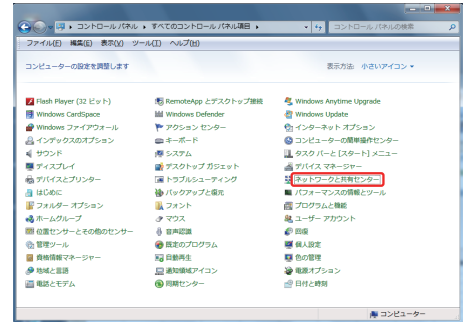 コントロール パネル ▸ すべてのコントロール パネル項目 ▸
コントロール パネルの検索
ファイル(F) 編集(E) 表示(V) ツール(T) ヘルプ(H)
コンピューターの設定を調整します
表示方法: 小さいアイコン
Flash Player (32 ビット)
RemoteApp とデスクトップ接続
Windows Anytime Upgrade
Windows CardSpace
Windows Defender
Windows Update
Windows ファイアウォール
アクション センター
インターネット オプション
インデックスのオプション
キーボード
コンピューターの簡単操作センター
サウンド
システム
タスク バーと [スタート] メニュー
ディスプレイ
デスクトップ ガジェット
デバイス マネージャー
デバイスとプリンター
トラブルシューティング
ネットワークと共有センター
はじめに
バックアップと復元
パフォーマンスの情報とツール
フォルダー オプション
フォント
プログラムと機能
ホームグループ
マウス
ユーザー アカウント
位置センサーとその他のセンサー
音声認識
回復
管理ツール
既定のプログラム
個人設定
資格情報マネージャー
自動再生
色の管理
地域と言語
通知領域アイコン
電源オプション
電話とモデム
同期センター
日付と時刻
コンピューター